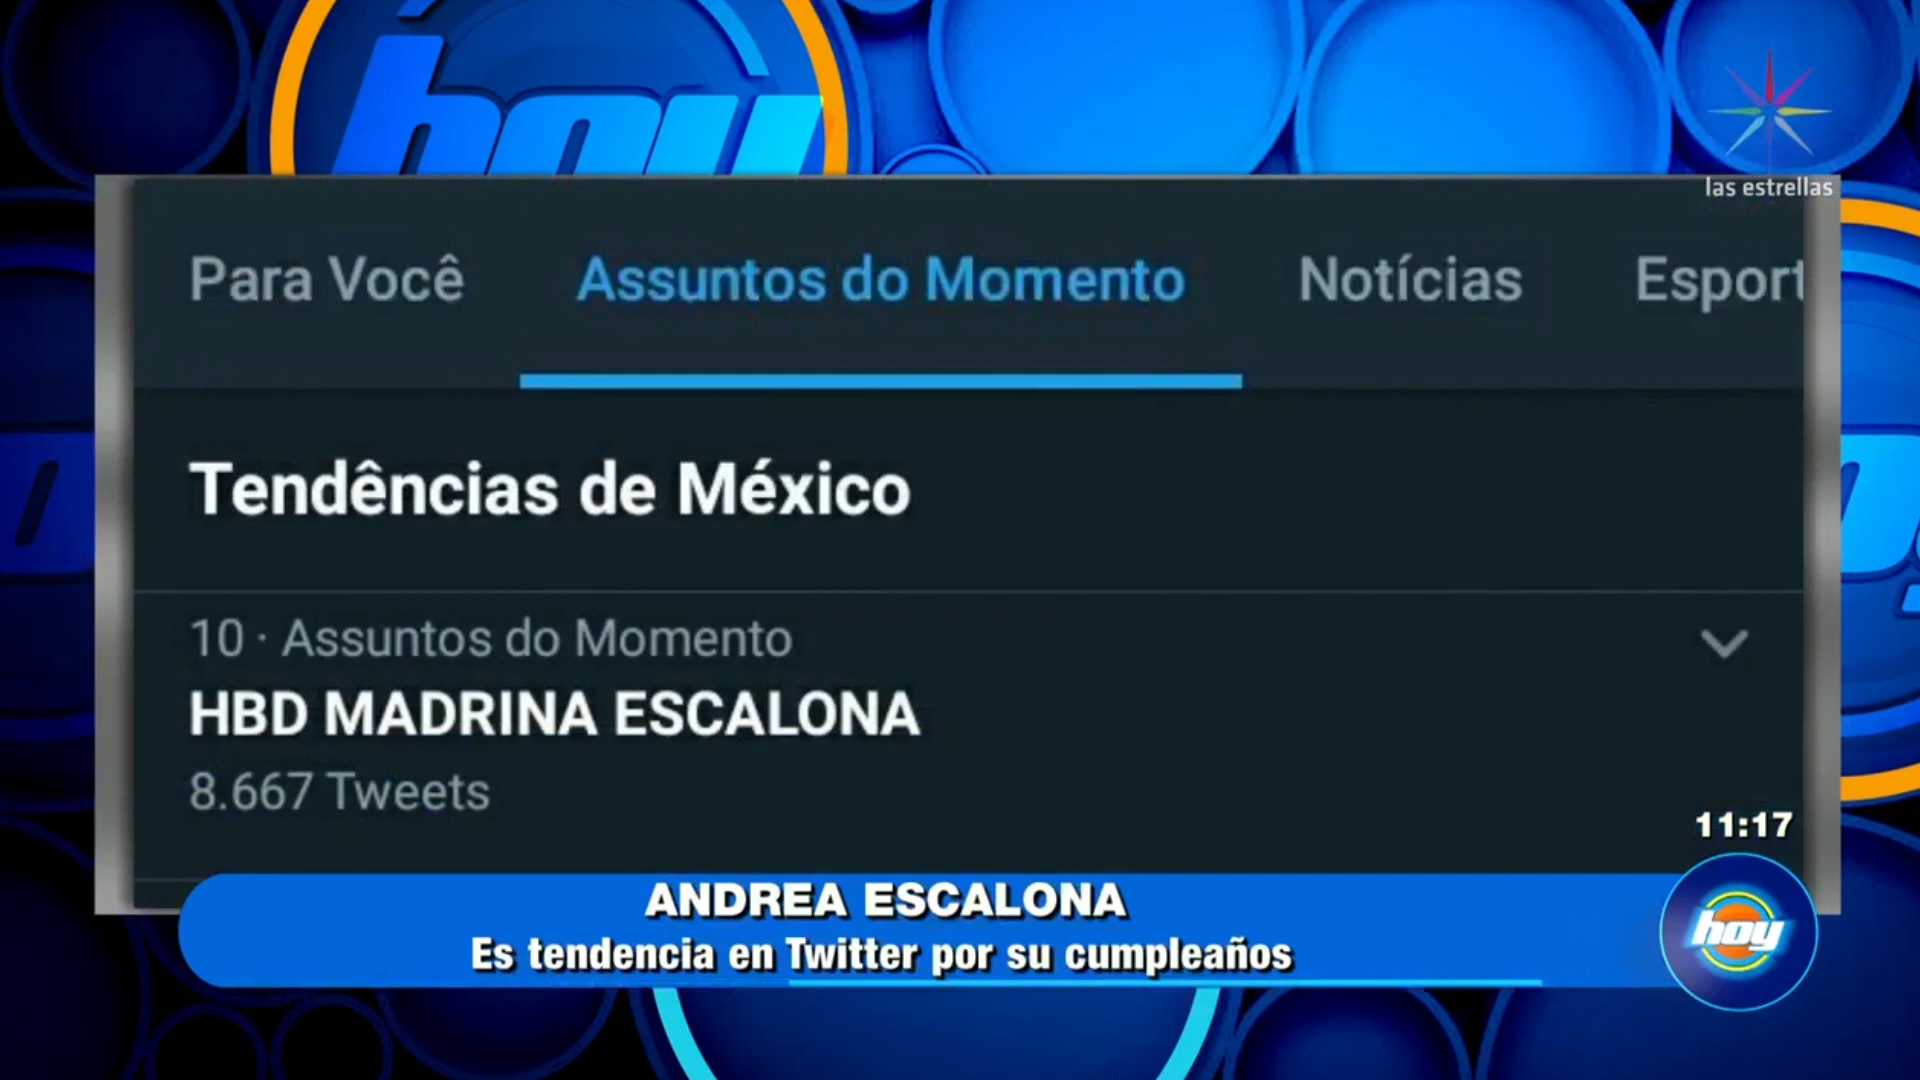 hoy
las estrellas
Para Você Assuntos do Momento Notícias Esport
Tendências de México
10 · Assuntos do Momento
HBD MADRINA ESCALONA
8.667 Tweets
11:17
ANDREA ESCALONA
Es tendencia en Twitter por su cumpleaños
hoy